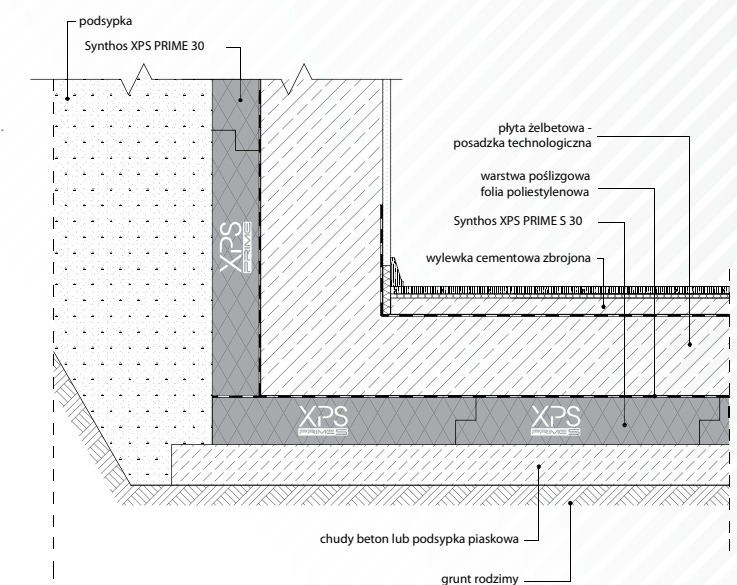 podsypka
Synthos XPS PRIME 30
płyta żelbetowa -
posadzka technologiczna
warstwa poślizgowa
folia poliestylenowa
Synthos XPS PRIME S 30
wylewka cementowa zbrojona
XPS
PRIME
XPS
PRIME S
XPS
PRIME S
chudy beton lub podsypka piaskowa
grunt rodzimy